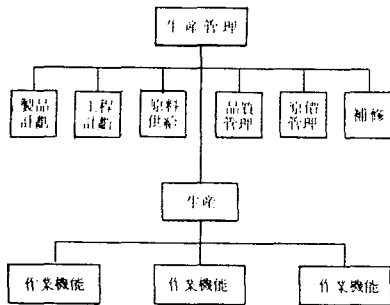 生産管理
製品
計劃
工程
計劃
原料
供給
品質
管理
原價
管理
補修
生産
作業機能
作業機能
作業機能